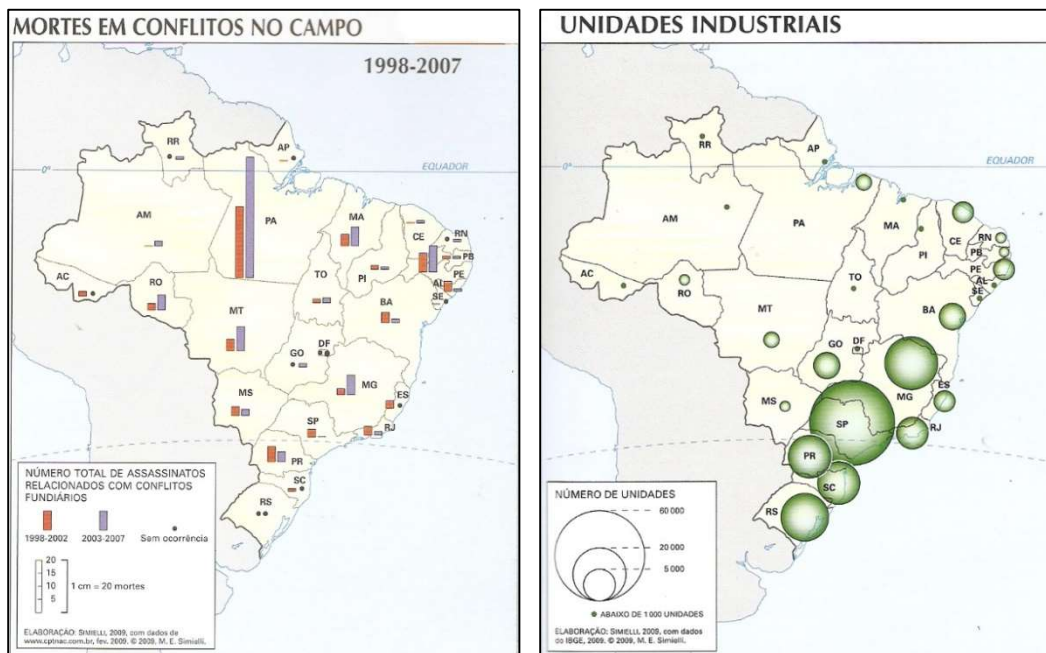 MORTES EM CONFLITOS NO CAMPO
1998-2007
RR
AP
EQUADOR
0°
AM
PA
MA
CE
RN
PB
PE
AL
SE
PI
AC
RO
TO
BA
MT
GO
DF
MG
ES
MS
SP
RJ
PR
SC
RS
NÚMERO TOTAL DE ASSASSINATOS
RELACIONADOS COM CONFLITOS
FUNDIÁRIOS
1998-2002
2003-2007
Sem ocorrência
20
15
10
5
1 cm = 20 mortes
ELABORAÇÃO: SIMIELLI, 2009, com dados de
www.cptnac.com.br, fev. 2009. © 2009, M. E. Simielli.
UNIDADES INDUSTRIAIS
RR
AP
EQUADOR
0°
AM
PA
MA
CE
RN
PB
PE
AL
SE
PI
AC
RO
TO
BA
MT
GO
DF
MG
ES
MS
SP
RJ
PR
SC
RS
NÚMERO DE UNIDADES
60 000
20 000
5 000
ABAIXO DE 1 000 UNIDADES
ELABORAÇÃO: SIMIELLI, 2009, com dados
do IBGE, 2009. © 2009, M. E. Simielli.